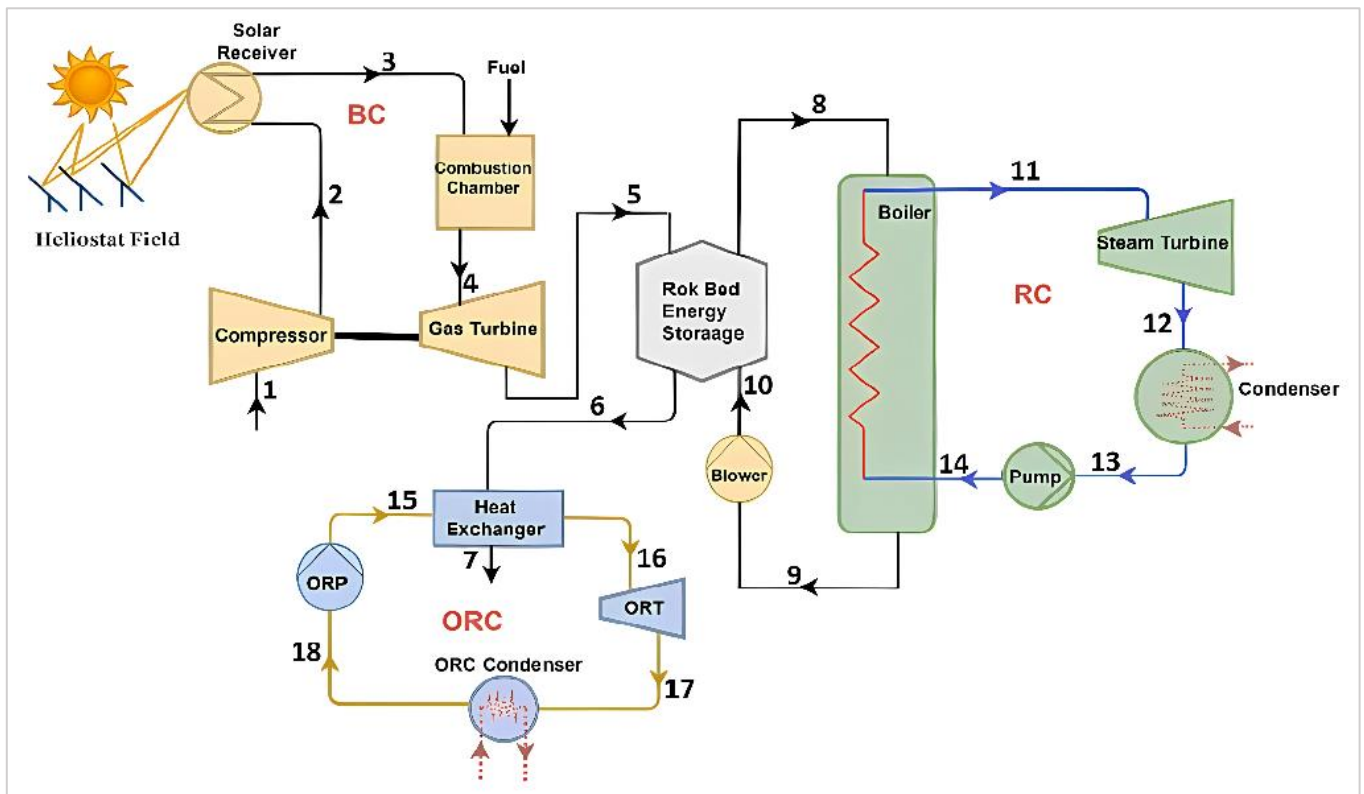 Solar
Receiver
3
Fuel
BC
8
Combustion
Chamber
2
5
Boiler
11
Steam Turbine
Heliostat Field
4
Rok Bed
Energy
Storaage
RC
Compressor
Gas Turbine
12
1
6
10
Condenser
Blower
14
Pump
13
15
Heat
Exchanger
7
16
ORP
ORC
ORT
9
18
ORC Condenser
17